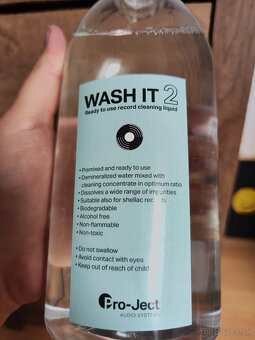 WASH IT 2
Ready to use record cleaning liquid
• Premixed and ready to use
• Demineralized water mixed with
cleaning concentrate in optimum ratio
• Dissolves a wide range of impurities
• Suitable also for shellac records
• Biodegradable
• Alcohol free
• Non-flammable
• Non-toxic
• Do not swallow
• Avoid contact with eyes
• Keep out of reach of children
Pro-Ject
AUDIO SYSTEMS